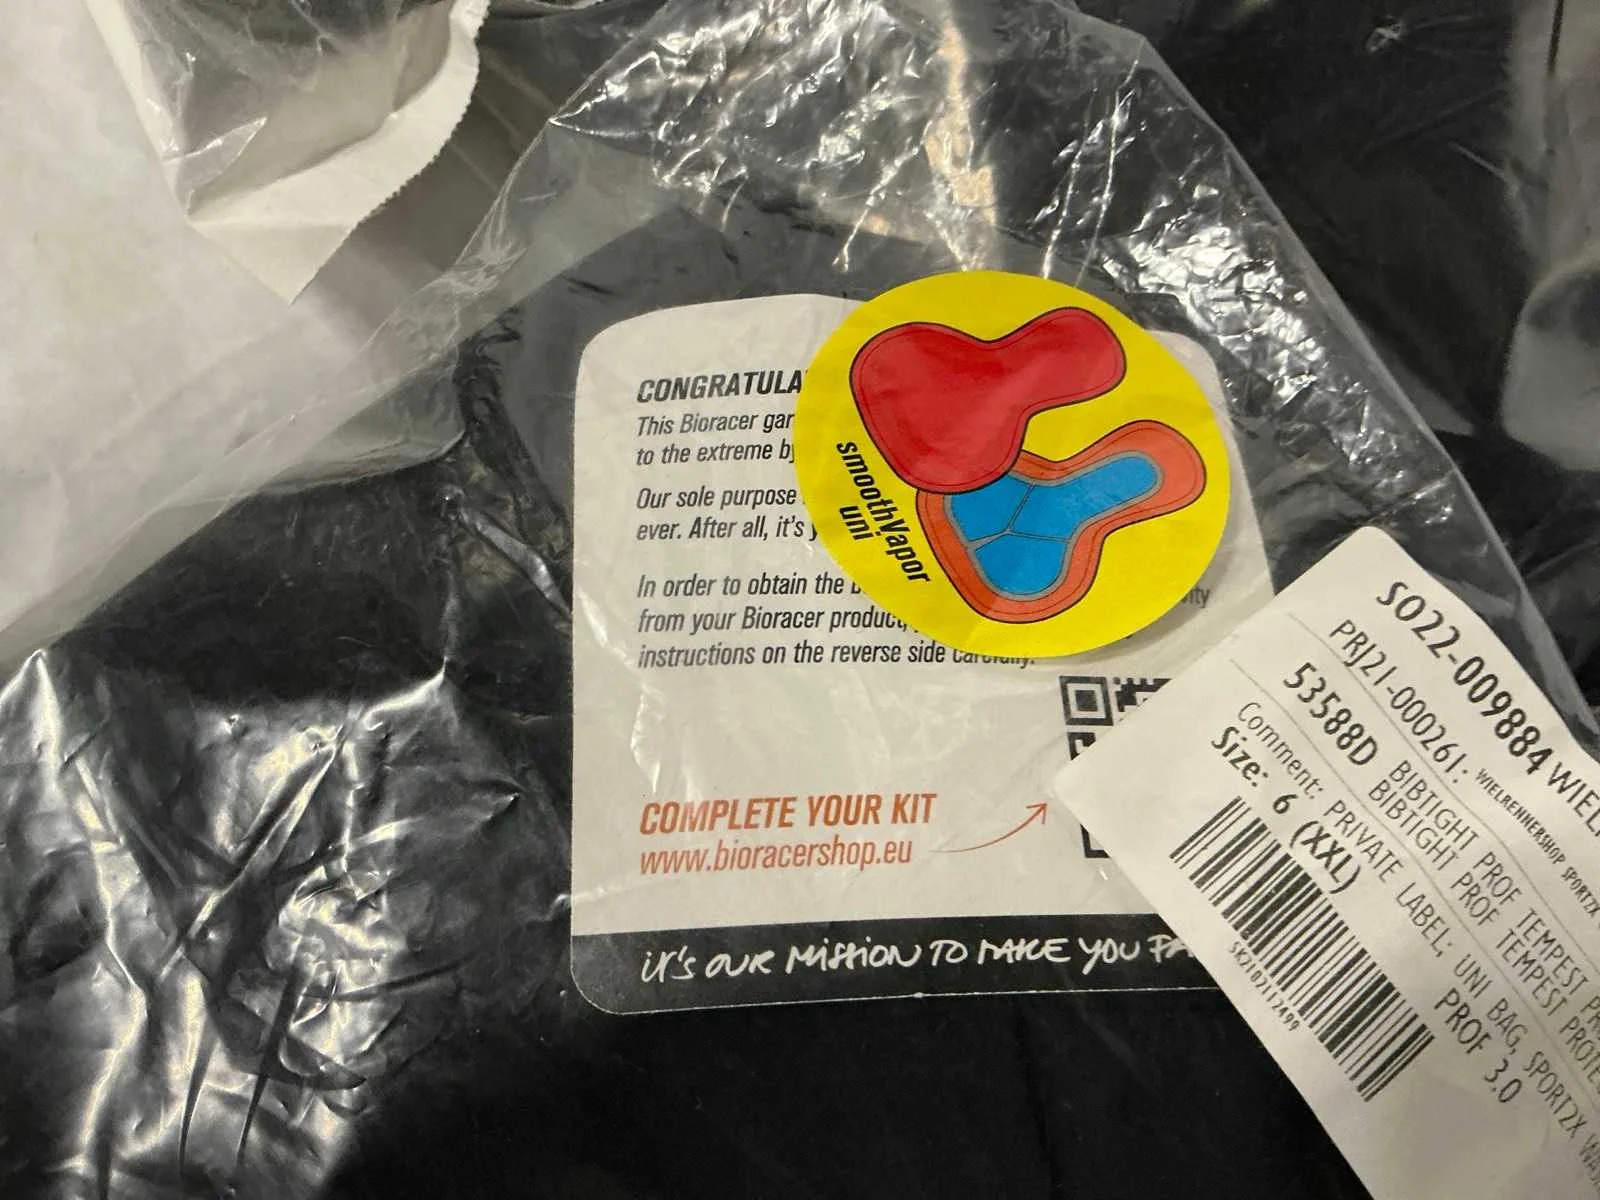 CONGRATULA
This Bioracer gar
to the extreme by
Our sole purpose
ever. After all, it's y
In order to obtain the
from your Bioracer product,
instructions on the reverse side carefully.
COMPLETE YOUR KIT
www.bioracershop.eu
it's our mission to make you fa
smoothVapor
uni
SO22-009884 WIEL
PRJ21-000261: WIELRENNERSHOP SPORT2X
53588D BIBTIGHT PROF TEMPEST PR
BIBTIGHT PROF TEMPEST PROTE
Comment: PRIVATE LABEL; UNI BAG, SPORT2X
Size: 6 (XXL) PROF 3.0
SK2102112499